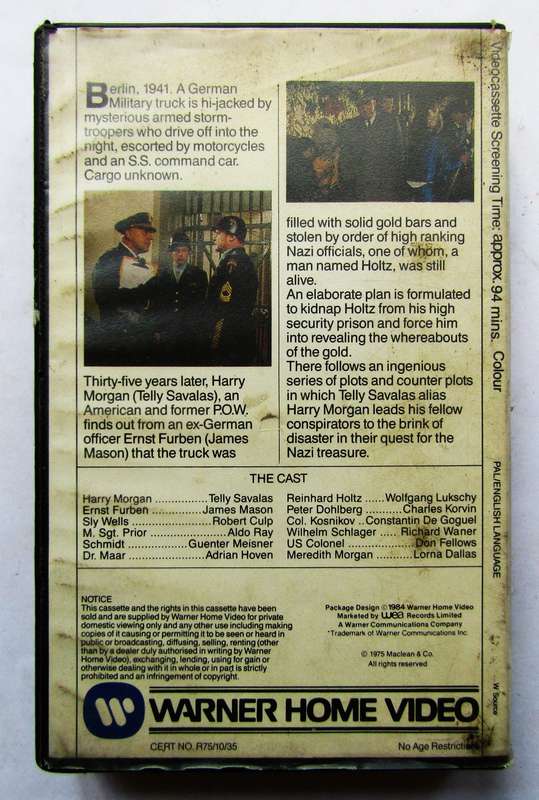 Berlin, 1941. A German
Military truck is hi-jacked by
mysterious armed storm-
troopers who drive off into the
night, escorted by motorcycles
and an S.S. command car.
Cargo unknown.
Thirty-five years later, Harry
Morgan (Telly Savalas), an
American and former P.O.W.
finds out from an ex-German
officer Ernst Furben (James
Mason) that the truck was
filled with solid gold bars and
stolen by order of high ranking
Nazi officials, one of whom, a
man named Holtz, was still
alive.
An elaborate plan is formulated
to kidnap Holtz from his high
security prison and force him
into revealing the whereabouts
of the gold.
There follows an ingenious
series of plots and counter plots
in which Telly Savalas alias
Harry Morgan leads his fellow
conspirators to the brink of
disaster in their quest for the
Nazi treasure.
THE CAST
Harry Morgan ................Telly Savalas
Ernst Furben ................James Mason
Sly Wells ......................Robert Culp
M. Sgt. Prior ......................Aldo Ray
Schmidt ................Guenter Meisner
Dr. Maar ....................Adrian Hoven
Reinhard Holtz ......Wolfgang Lukschy
Peter Dohlberg ............Charles Korvin
Col. Kosnikov ..Constantin De Goguel
Wilhelm Schlager ..... Richard Waner
US Colonel ...................Don Fellows
Meredith Morgan ..........Lorna Dallas
NOTICE
This cassette and the rights in this cassette have been
sold and are supplied by Warner Home Video for private
domestic viewing only and any other use including making
copies of it causing or permitting it to be seen or heard in
public or broadcasting, diffusing, selling, renting (other
than by a dealer duly authorised in writing by Warner
Home Video), exchanging, lending, using for gain or
otherwise dealing with it in whole or in part is strictly
prohibited and an infringement of copyright.
Package Design ©1984 Warner Home Video
Marketed by wea Records Limited
A Warner Communications Company
*Trademark of Warner Communications Inc.
© 1975 Maclean & Co.
All rights reserved
WARNER HOME VIDEO
CERT NO. R75/10/35
No Age Restriction
Videocassette Screening Time: approx. 94 mins. Colour
PAL/ENGLISH LANGUAGE
W Source